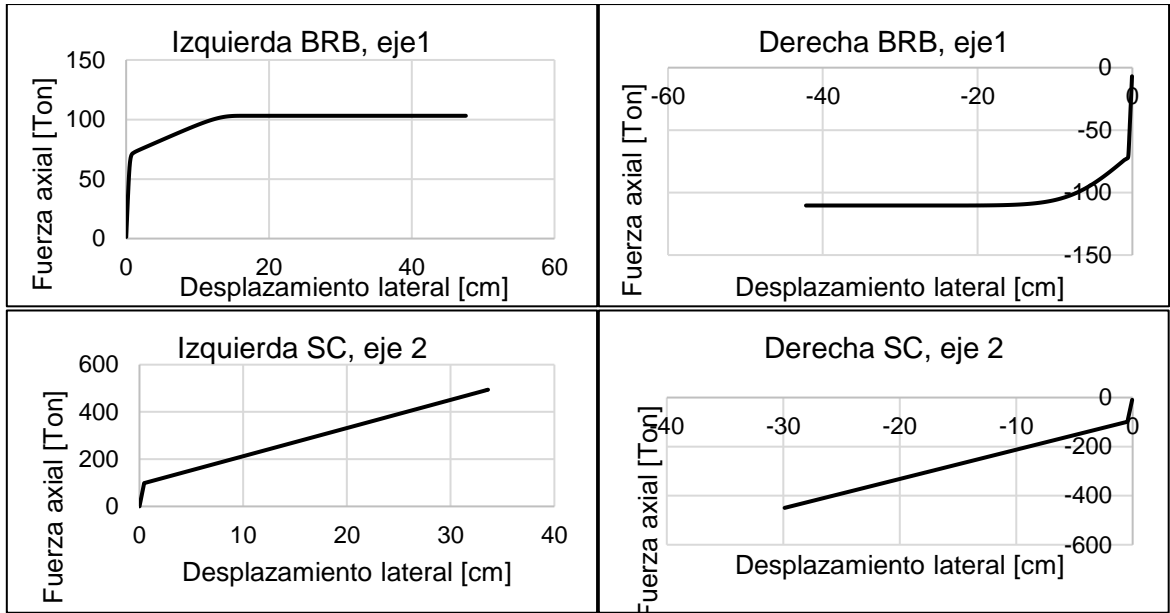 Izquierda BRB, eje1
150
100
50
0
0
20
40
60
Fuerza axial [Ton]
Desplazamiento lateral [cm]
Derecha BRB, eje1
-60
-40
-20
0
0
-50
-100
-150
Fuerza axial [Ton]
Desplazamiento lateral [cm]
Izquierda SC, eje 2
600
400
200
0
0
10
20
30
40
Fuerza axial [Ton]
Desplazamiento lateral [cm]
Derecha SC, eje 2
-40
-30
-20
-10
0
0
-200
-400
-600
Fuerza axial [Ton]
Desplazamiento lateral [cm]